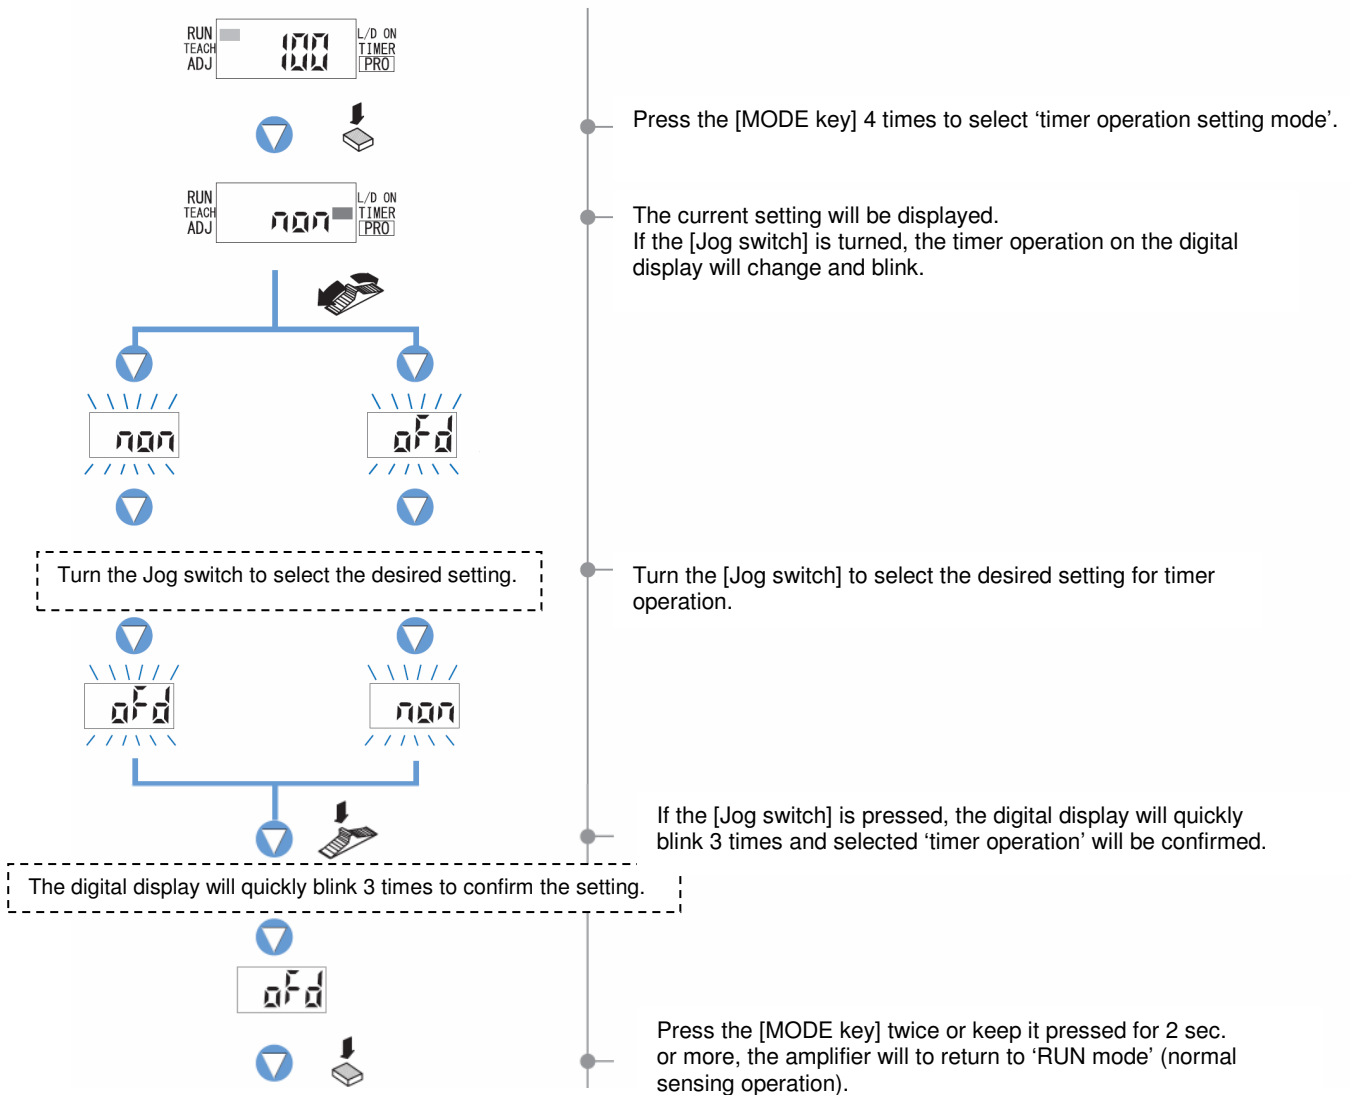 RUN
TEACH
ADJ
100
L/D ON
TIMER
PRO
Press the [MODE key] 4 times to select ‘timer operation setting mode’.
RUN
TEACH
ADJ
non
L/D ON
TIMER
PRO
The current setting will be displayed.
If the [Jog switch] is turned, the timer operation on the digital
display will change and blink.
non
oFd
Turn the Jog switch to select the desired setting.
Turn the [Jog switch] to select the desired setting for timer
operation.
oFd
non
If the [Jog switch] is pressed, the digital display will quickly
blink 3 times and selected ‘timer operation’ will be confirmed.
The digital display will quickly blink 3 times to confirm the setting.
oFd
Press the [MODE key] twice or keep it pressed for 2 sec.
or more, the amplifier will to return to ‘RUN mode’ (normal
sensing operation).